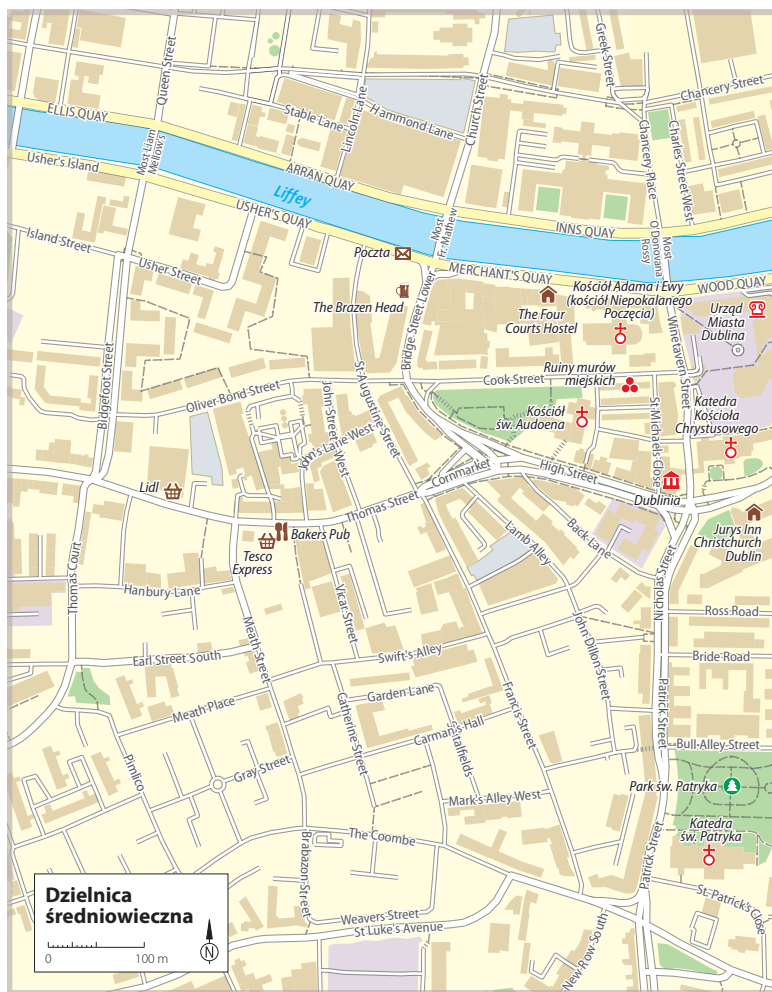 Queen Street
Greek Street
Chancery Street
Church Street
Lincoln Lane
Stable Lane
Hammond Lane
Chancery Place
Charles Street West
ELLIS QUAY
Usher's Island
Most Liam
Mellow's
ARRAN QUAY
Liffey
USHER'S QUAY
INNS QUAY
Most
Fr. Mathew
Most
O'Donovana
Rossy
Island Street
Usher Street
Poczta
MERCHANT'S QUAY
WOOD QUAY
The Brazen Head
Bridge Street Lower
The Four
Courts Hostel
Kościół Adama i Ewy
(kościół Niepokalanego
Poczęcia)
Urząd
Miasta
Dublina
Winetavern Street
Bidgefoot Street
Oliver Bond Street
John Street West
St. Augustine Street
Cook Street
Ruiny murów
miejskich
Kościół
św. Audoena
St. Michaels Close
Katedra
Kościoła
Chrystusowego
John's Lane West
Cornmarket
High Street
Lidl
Thomas Street
Dublinia
Bakers Pub
Tesco
Express
Lamb Alley
Back Lane
Jurys Inn
Christchurch
Dublin
Nicholas Street
Thomas Court
Hanbury Lane
Meath Street
Vicar Street
John Dillon Street
Ross Road
Earl Street South
Swift's Alley
Bride Road
Meath Place
Garden Lane
Francis Street
Patrick Street
Catherine Street
Carman's Hall
Bull Alley Street
Pimlico
Gray Street
Mark's Alley West
Park św. Patryka
Katedra
św. Patryka
The Coombe
Brabazon Street
Patrick Street
St. Patrick's Close
Weavers Street
St Luke's Avenue
New Row South
Dzielnica
średniowieczna
0
100 m
N